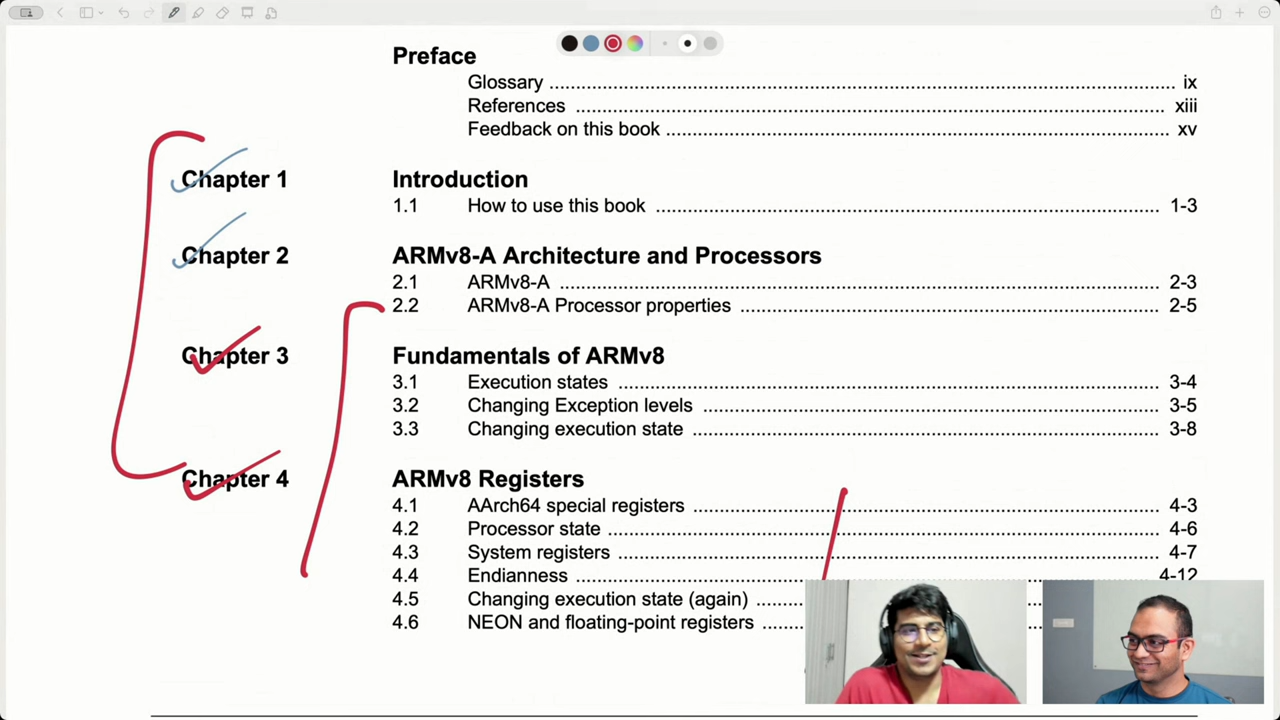 Preface
Glossary ix
References xiii
Feedback on this book xv
Chapter 1 Introduction
1.1 How to use this book 1-3
Chapter 2 ARMv8-A Architecture and Processors
2.1 ARMv8-A 2-3
2.2 ARMv8-A Processor properties 2-5
Chapter 3 Fundamentals of ARMv8
3.1 Execution states 3-4
3.2 Changing Exception levels 3-5
3.3 Changing execution state 3-8
Chapter 4 ARMv8 Registers
4.1 AArch64 special registers 4-3
4.2 Processor state 4-6
4.3 System registers 4-7
4.4 Endianness 4-12
4.5 Changing execution state (again)
4.6 NEON and floating-point registers